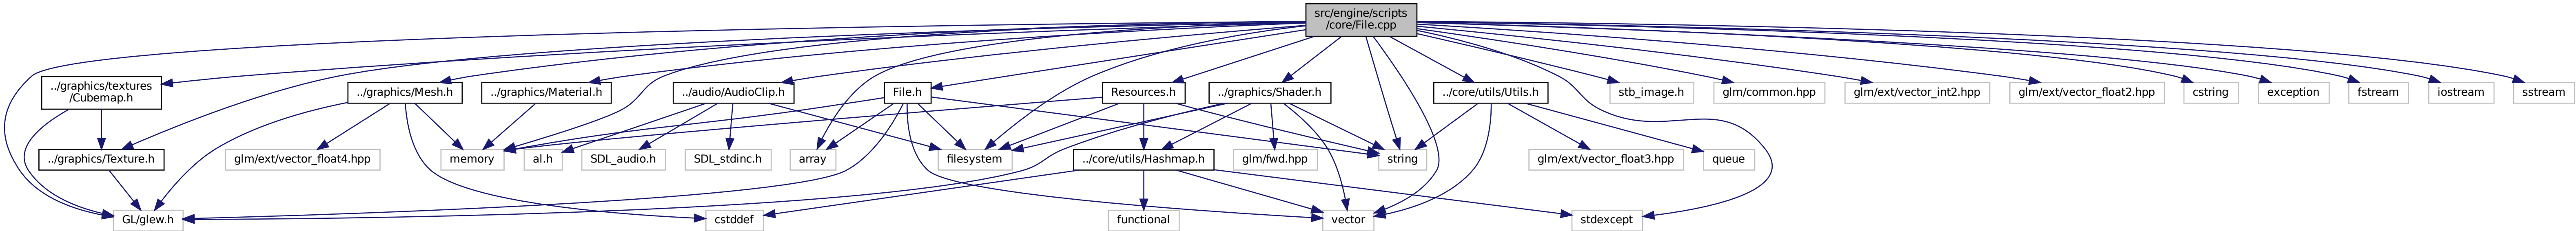 src/engine/scripts
/core/File.cpp
../graphics/textures
/Cubemap.h
../graphics/Mesh.h
../graphics/Material.h
../audio/AudioClip.h
File.h
Resources.h
../graphics/Shader.h
../core/utils/Utils.h
stb_image.h
glm/common.hpp
glm/ext/vector_int2.hpp
glm/ext/vector_float2.hpp
cstring
exception
fstream
iostream
sstream
../graphics/Texture.h
glm/ext/vector_float4.hpp
memory
al.h
SDL_audio.h
SDL_stdinc.h
array
filesystem
../core/utils/Hashmap.h
glm/fwd.hpp
string
glm/ext/vector_float3.hpp
queue
GL/glew.h
cstddef
functional
vector
stdexcept